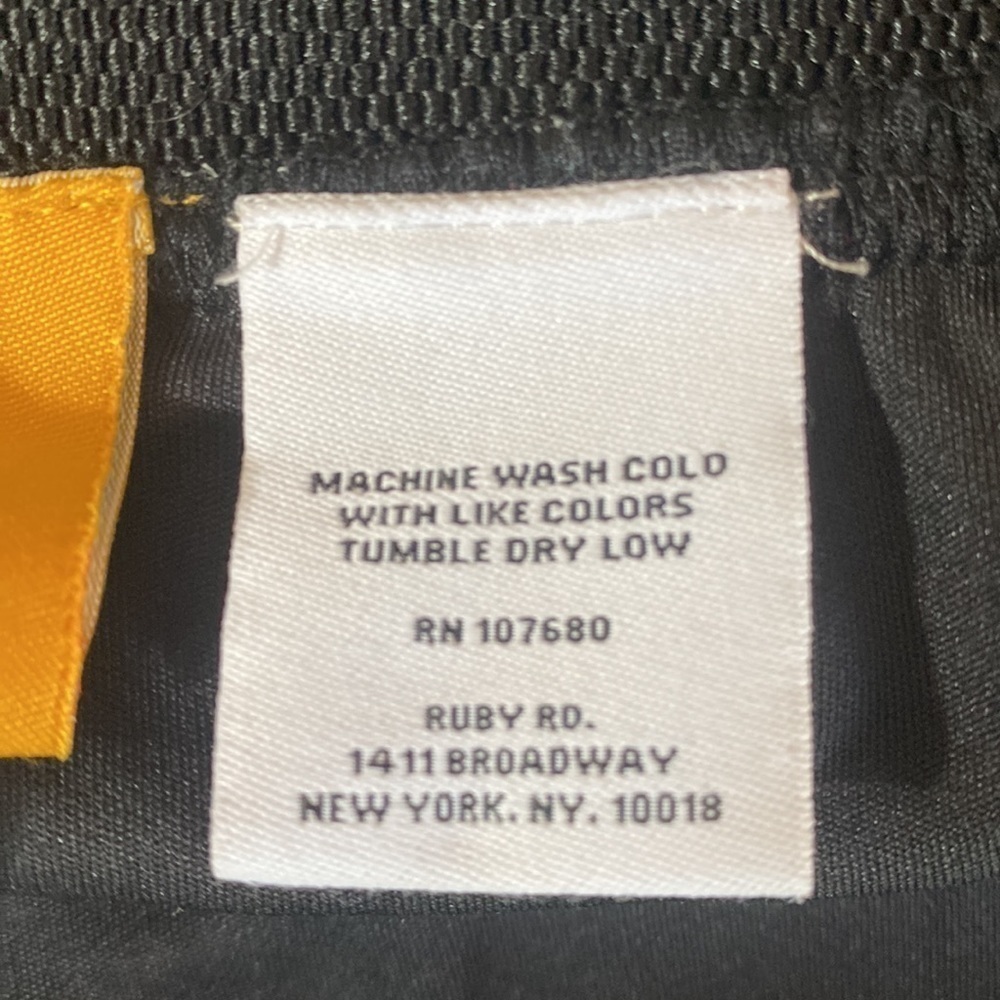 MACHINE WASH COLD
WITH LIKE COLORS
TUMBLE DRY LOW
RN 107680
RUBY RD.
1411 BROADWAY
NEW YORK. NY. 10018